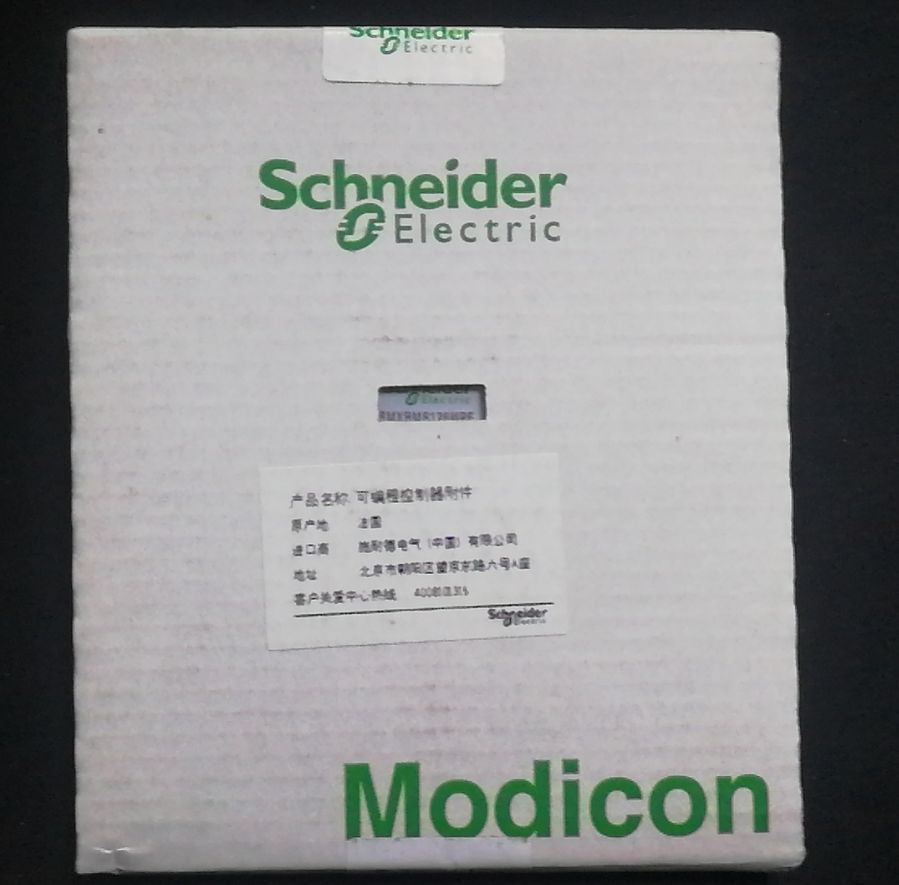 Schneider
Electric
Schneider
Electric
Schneider
Electric
产品名称 可编程控制器附件
原产地 法国
进口商 施耐德电气（中国）有限公司
地址 北京市朝阳区望京东路六号A座
客户关爱中心热线
Schneider
Electric
Modicon